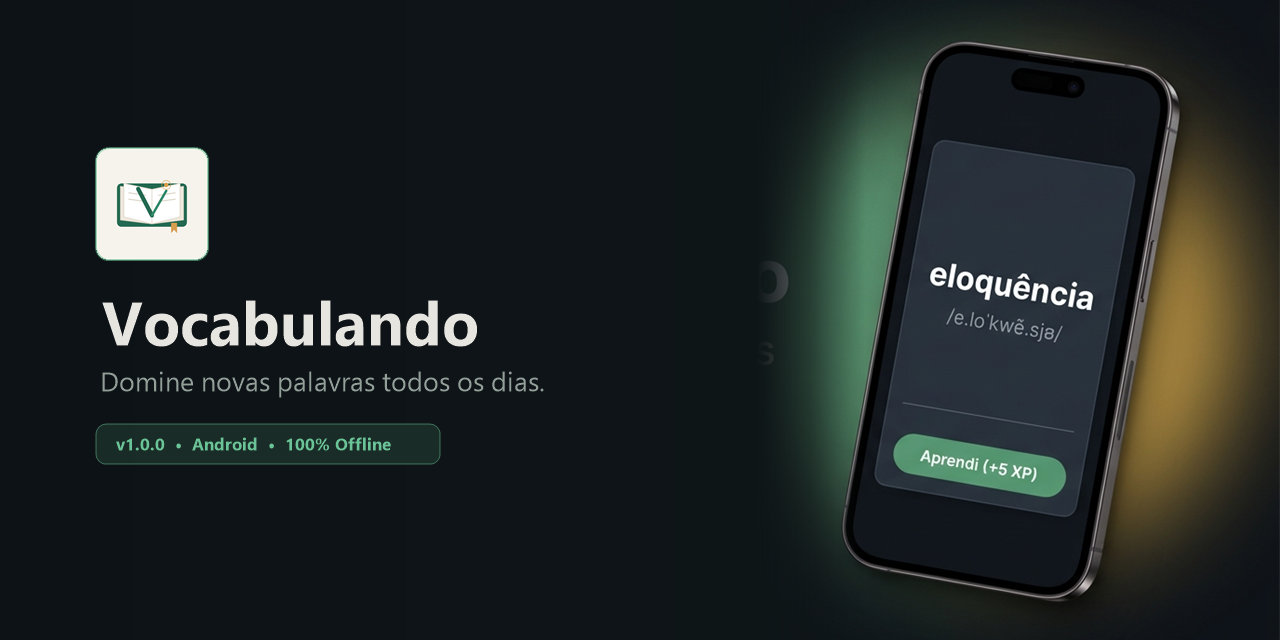 V
Vocabulando
Domine novas palavras todos os dias.
v1.0.0 • Android • 100% Offline
o
s
eloquência
/e.loˈkwẽ.sjɐ/
Aprendi (+5 XP)